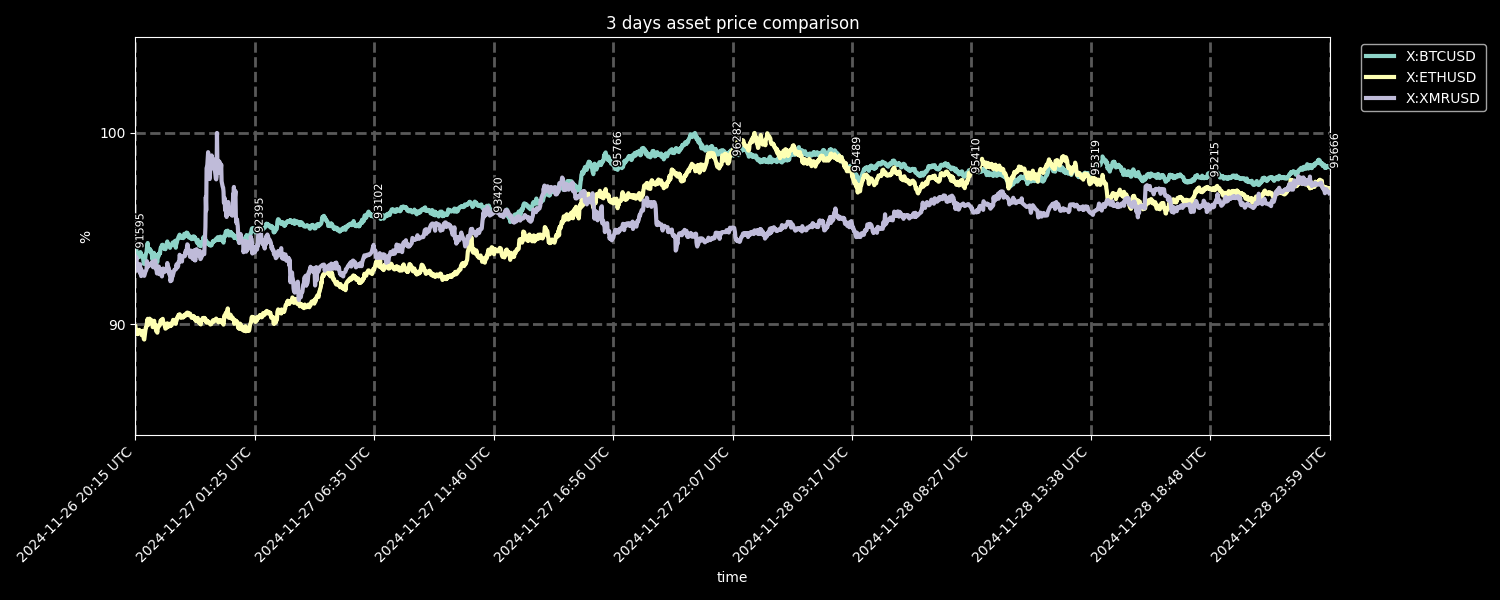 3 days asset price comparison
X:BTCUSD
X:ETHUSD
X:XMRUSD
100
90
%
91595
92395
93102
93420
95766
96282
95489
95410
95319
95215
95666
2024-11-26 20:15 UTC
2024-11-27 01:25 UTC
2024-11-27 06:35 UTC
2024-11-27 11:46 UTC
2024-11-27 16:56 UTC
2024-11-27 22:07 UTC
2024-11-28 03:17 UTC
2024-11-28 08:27 UTC
2024-11-28 13:38 UTC
2024-11-28 18:48 UTC
2024-11-28 23:59 UTC
time